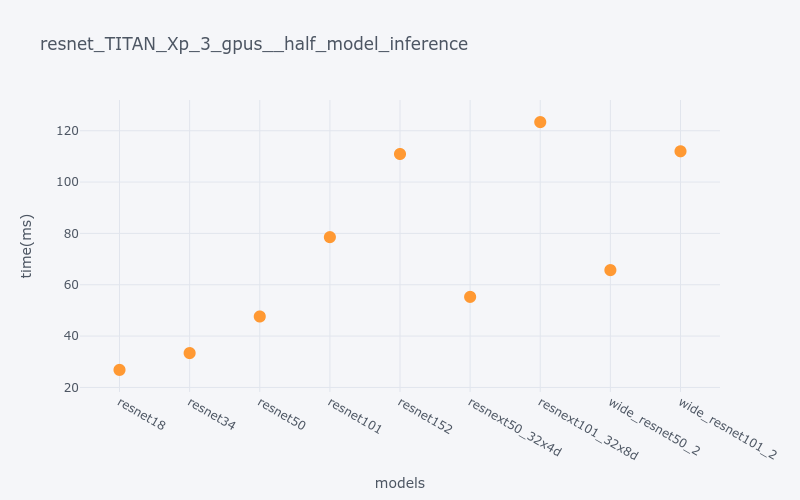 resnet_TITAN_Xp_3_gpus__half_model_inference
120
100
80
60
40
20
time(ms)
resnet18
resnet34
resnet50
resnet101
resnet152
resnext50_32x4d
resnext101_32x8d
wide_resnet50_2
wide_resnet101_2
models